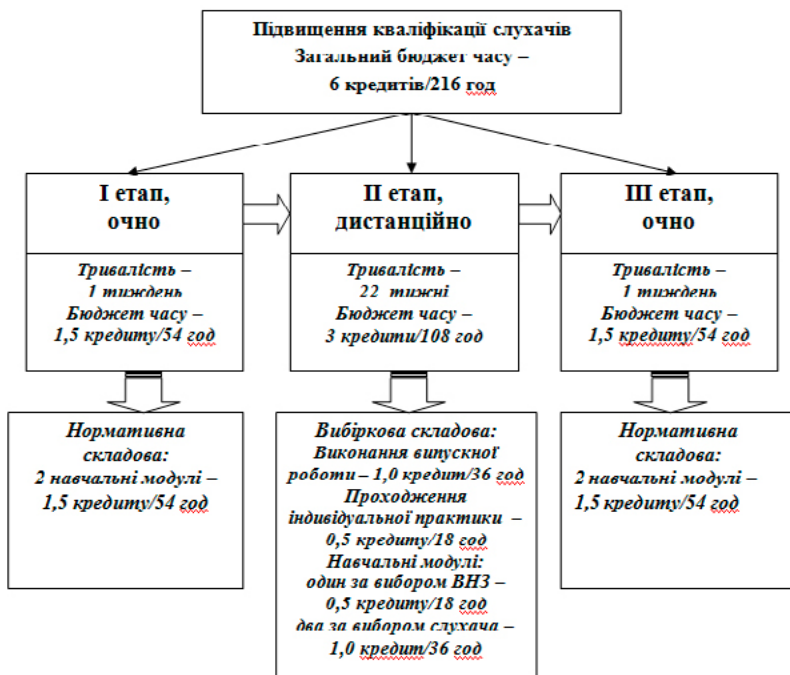 Підвищення кваліфікації слухачів
Загальний бюджет часу –
6 кредитів/216 год
І етап,
очно
ІІ етап,
дистанційно
ІІІ етап,
очно
Тривалість –
1 тиждень
Бюджет часу –
1,5 кредиту/54 год
Тривалість –
22 тижні
Бюджет часу –
3 кредити/108 год
Тривалість –
1 тиждень
Бюджет часу –
1,5 кредиту/54 год
Нормативна
складова:
2 навчальні модулі –
1,5 кредиту/54 год
Вибіркова складова:
Виконання випускної
роботи – 1,0 кредит/36 год
Проходження
індивідуальної практики –
0,5 кредиту/18 год
Навчальні модулі:
один за вибором ВНЗ –
0,5 кредиту/18 год
два за вибором слухача –
1,0 кредит/36 год
Нормативна
складова:
2 навчальні модулі –
1,5 кредиту/54 год